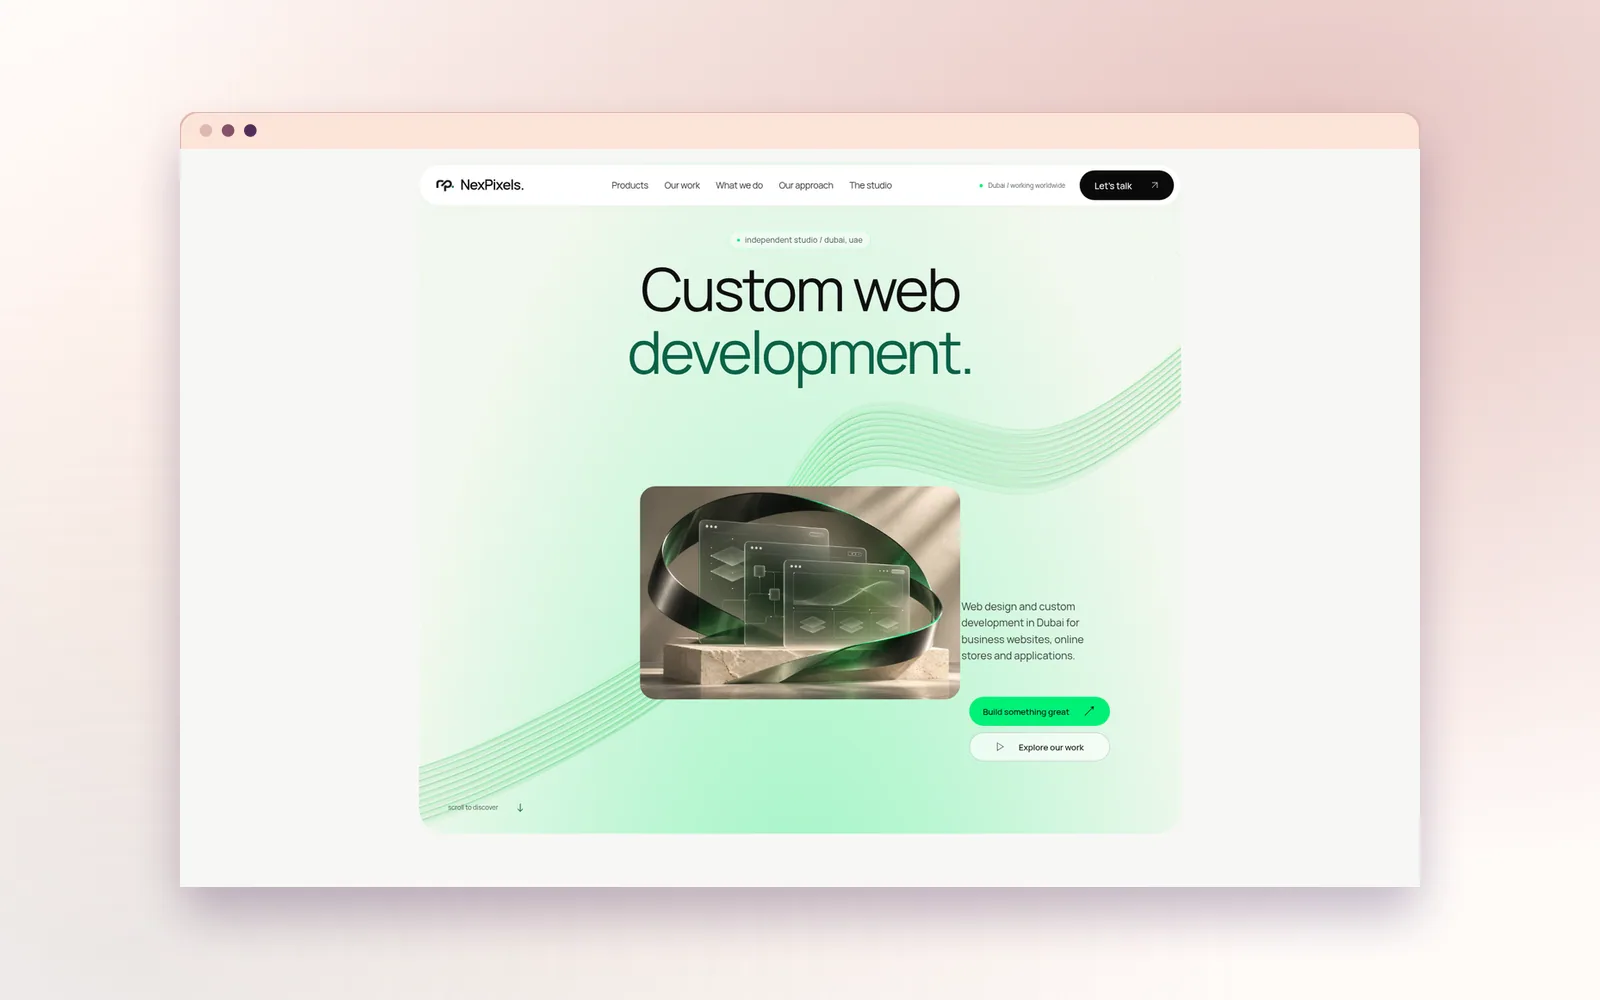 NexPixels.
Products
Our work
What we do
Our approach
The studio
Dubai / working worldwide
Let's talk
independent studio / dubai, uae
Custom web
development.
Web design and custom
development in Dubai for
business websites, online
stores and applications.
Build something great
Explore our work
scroll to discover